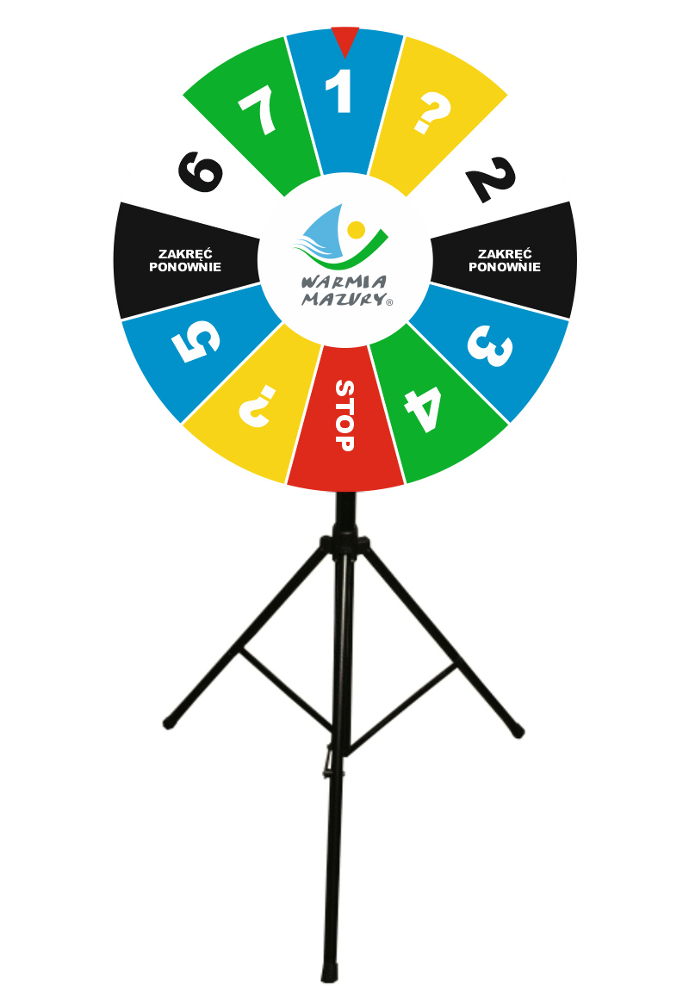 1
?
2
ZAKRĘĆ
PONOWNIE
3
4
STOP
?
5
ZAKRĘĆ
PONOWNIE
6
7
WARMIA
MAZURY®